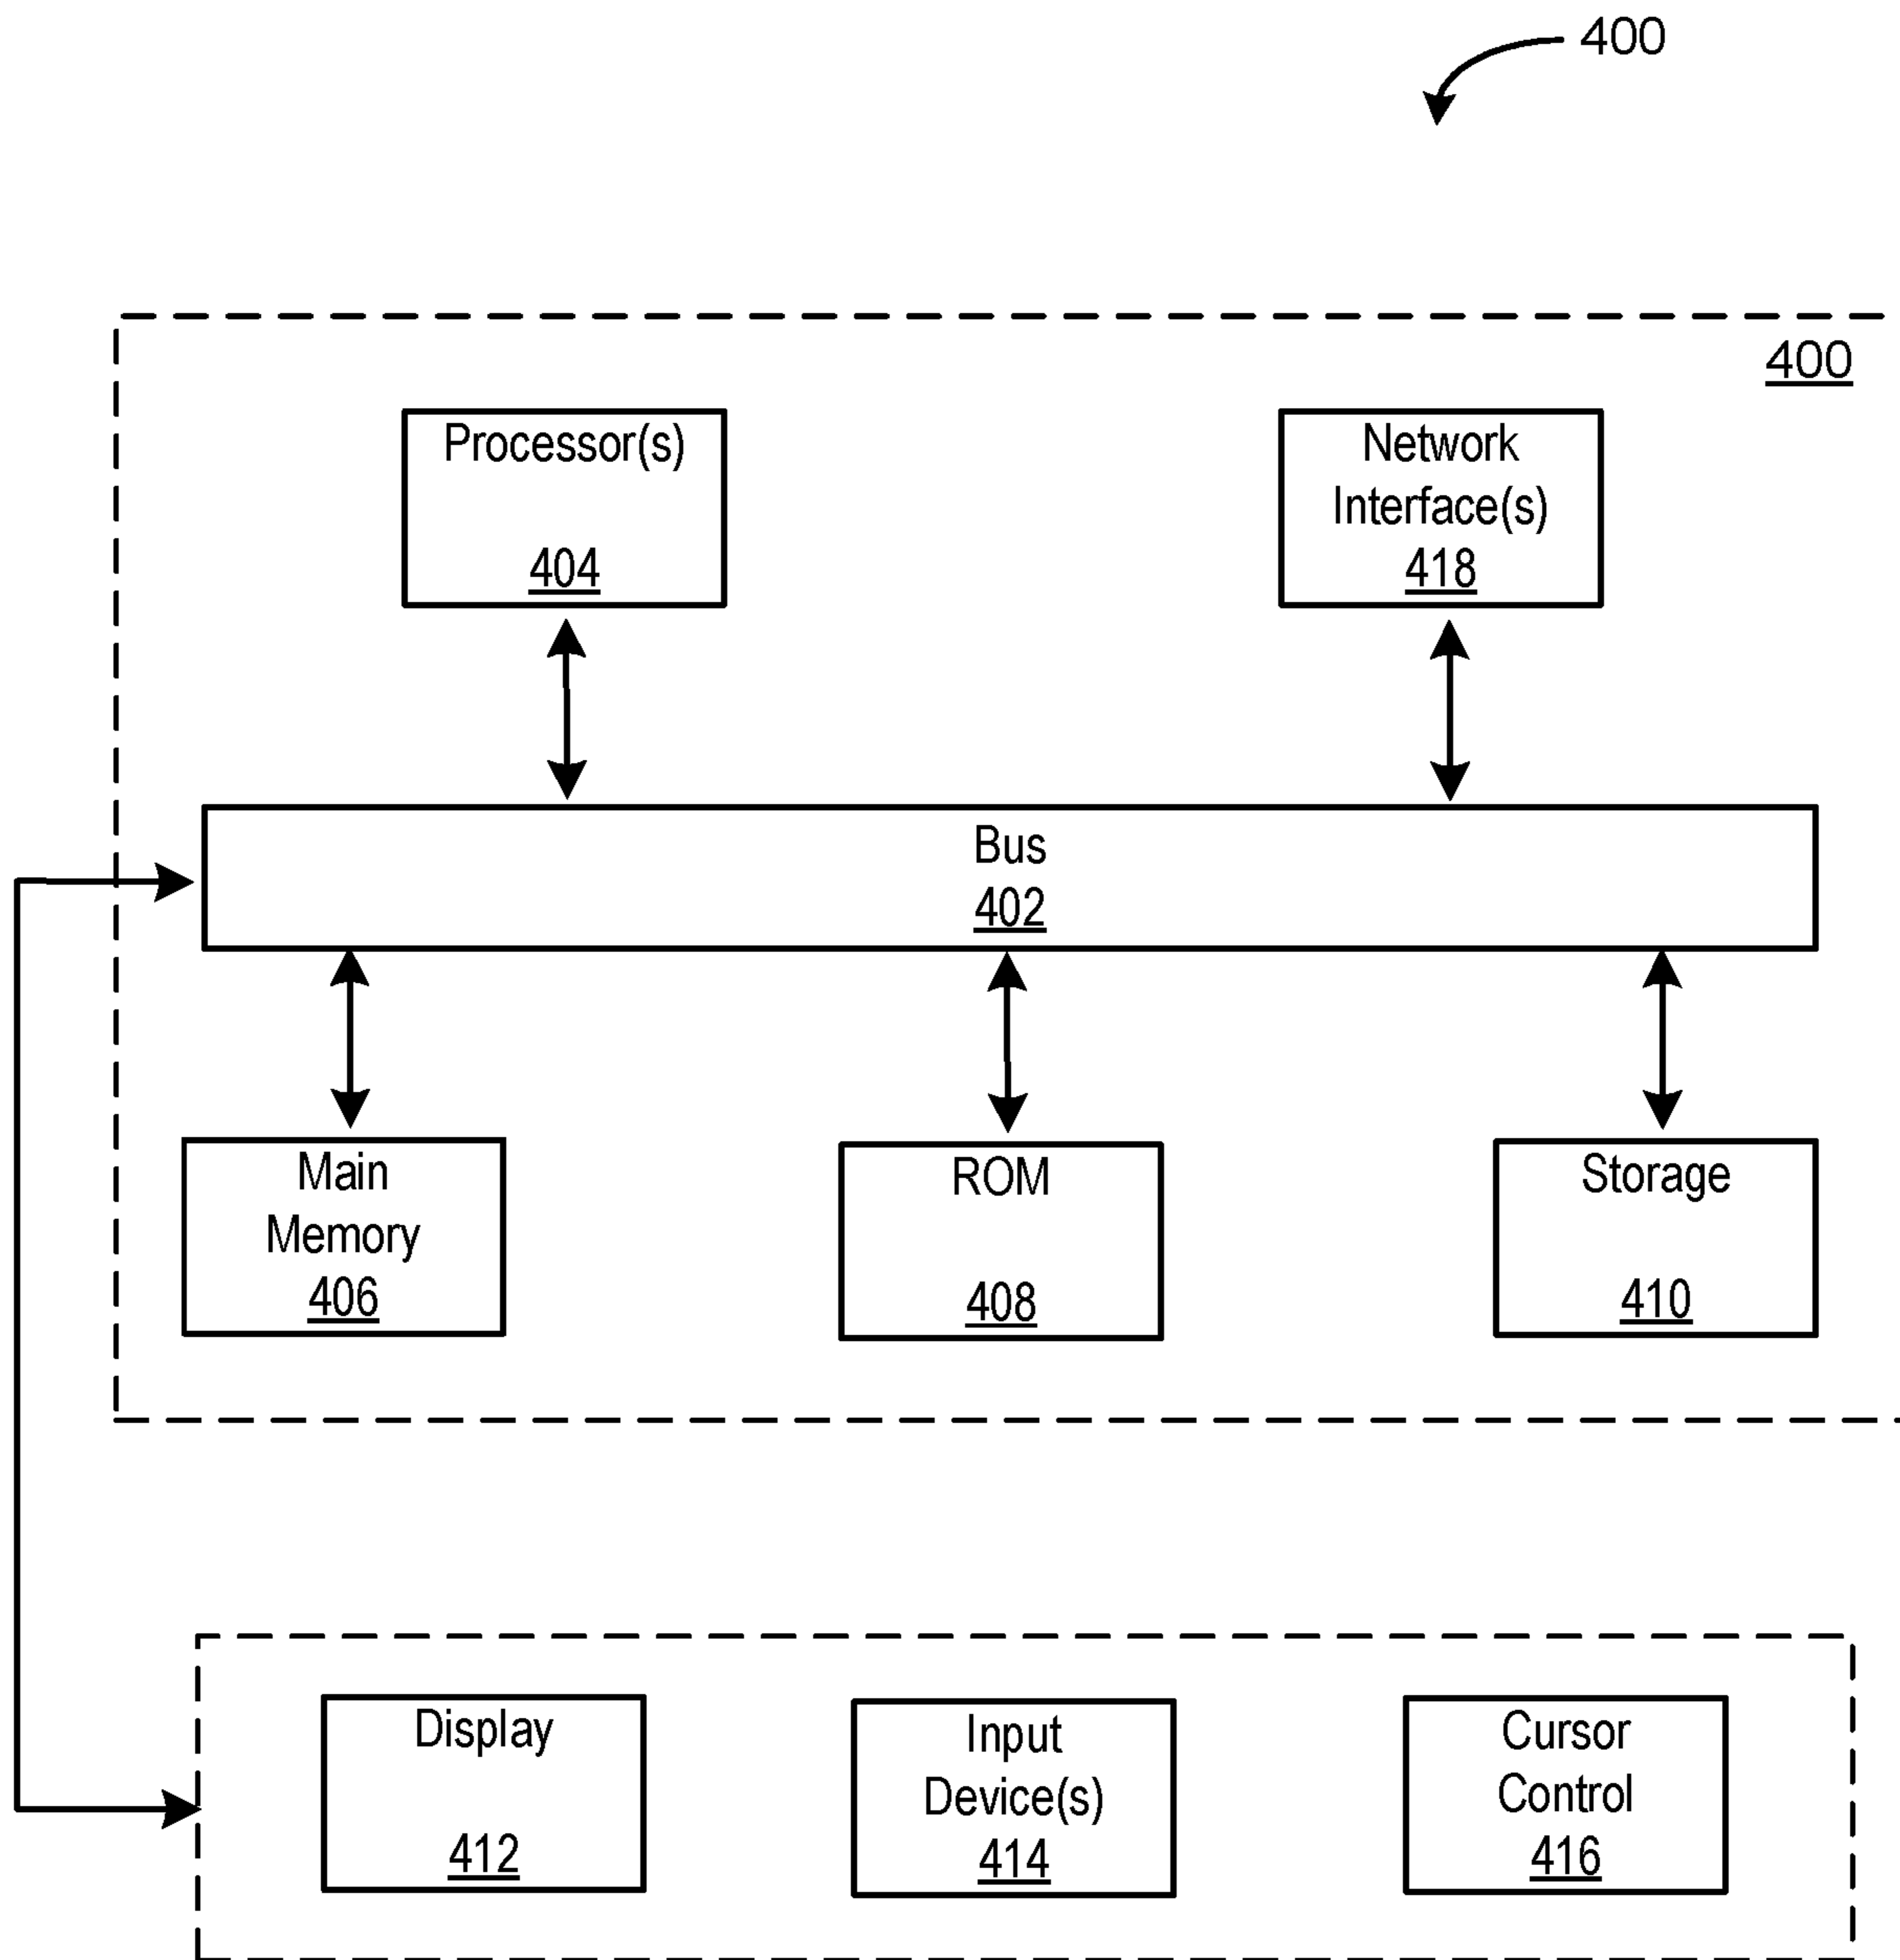 400
400
Processor(s)
404
Network
Interface(s)
418
Bus
402
Main
Memory
406
ROM
408
Storage
410
Display
412
Input
Device(s)
414
Cursor
Control
416